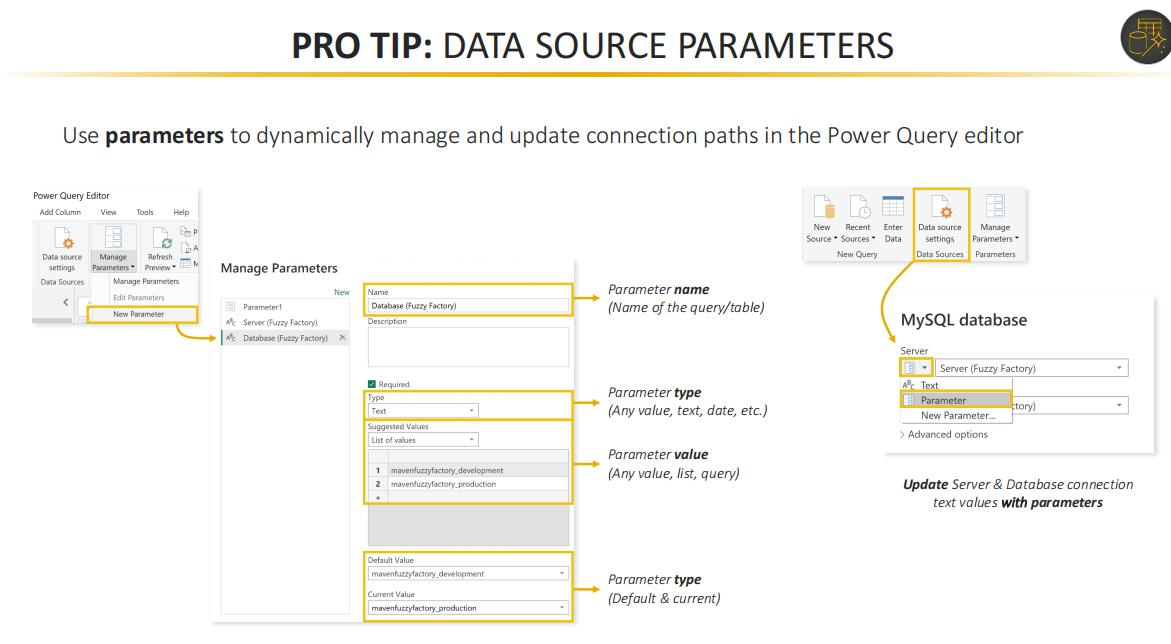 PRO TIP: DATA SOURCE PARAMETERS
Use parameters to dynamically manage and update connection paths in the Power Query editor
Power Query Editor
Add Column View Tools Help
Data source settings
Manage Parameters
Refresh Preview
P
A
M
Data Sources
Manage Parameters
Edit Parameters
New Parameter
Manage Parameters
New
Parameter1
ABC Server (Fuzzy Factory)
ABC Database (Fuzzy Factory)
Name
Database (Fuzzy Factory)
Description
Required
Type
Text
Suggested Values
List of values
1 mavenfuzzyfactory_development
2 mavenfuzzyfactory_production
Default Value
mavenfuzzyfactory_development
Current Value
mavenfuzzyfactory_production
Parameter name
(Name of the query/table)
Parameter type
(Any value, text, date, etc.)
Parameter value
(Any value, list, query)
Parameter type
(Default & current)
New Source
Recent Sources
Enter Data
Data source settings
Manage Parameters
New Query Data Sources Parameters
MySQL database
Server
Server (Fuzzy Factory)
ABC Text
Parameter
ctory)
New Parameter...
Advanced options
Update Server & Database connection
text values with parameters